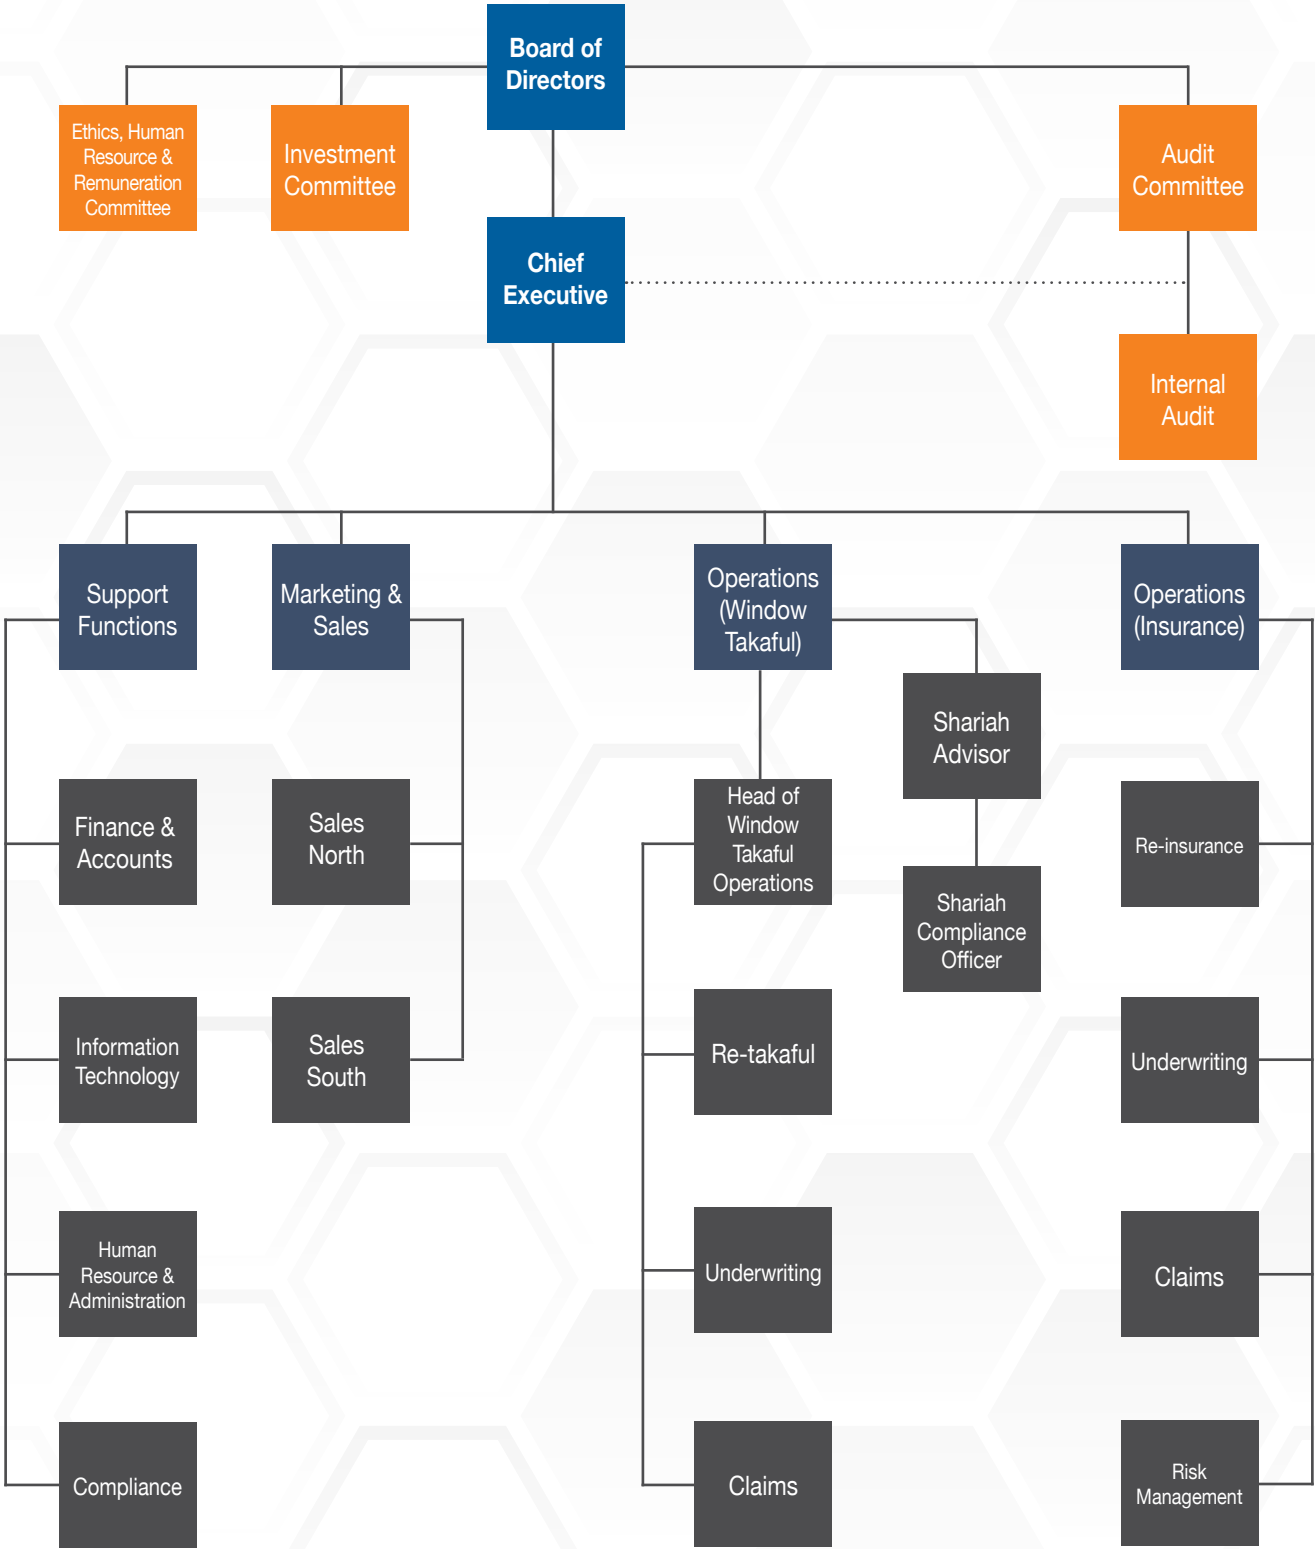 Board of
Directors
Ethics, Human
Resource &
Remuneration
Committee
Investment
Committee
Audit
Committee
Chief
Executive
Internal
Audit
Support
Functions
Marketing &
Sales
Operations
(Window
Takaful)
Operations
(Insurance)
Shariah
Advisor
Finance &
Accounts
Sales
North
Head of
Window
Takaful
Operations
Re-insurance
Shariah
Compliance
Officer
Information
Technology
Sales
South
Re-takaful
Underwriting
Human
Resource &
Administration
Underwriting
Claims
Compliance
Claims
Risk
Management